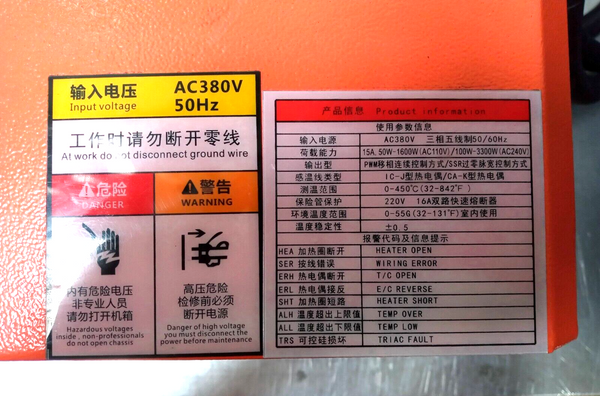 输入电压 AC380V
Input voltage 50Hz
工作时请勿断开零线
At work do not disconnect ground wire
危险
DANGER
警告
WARNING
内有危险电压
非专业人员
请勿打开机箱
Hazardous voltages
inside, non-professionals
do not open chassis
高压危险
检修前必须
断开电源
Danger of high voltage
you must disconnect the
power before maintenance
产品信息 Product information
使用参数信息
输入电源 AC380V 三相五线制50/60Hz
荷载能力 15A,50W-1600W(AC110V)/100W-3300W(AC240V)
输出型 PWM移相连续控制方式/SSR过零脉宽控制方式
感温线类型 IC-J型热电偶/CA-K型热电偶
测温范围 0-450℃(32-842℉)
保险管保护 220V 16A双路快速熔断器
环境温度范围 0-55G(32-131℉)室内使用
温度稳定性 ±0.5
报警代码及信息提示
HEA 加热圈断开 HEATER OPEN
SER 按线错误 WIRING ERROR
ERH 热电偶断开 T/C OPEN
ERL 热电偶接反 E/C REVERSE
SHT 加热圈短路 HEATER SHORT
ALH 温度超出上限值 TEMP OVER
ALL 温度超出下限值 TEMP LOW
TRS 可控硅损坏 TRIAC FAULT